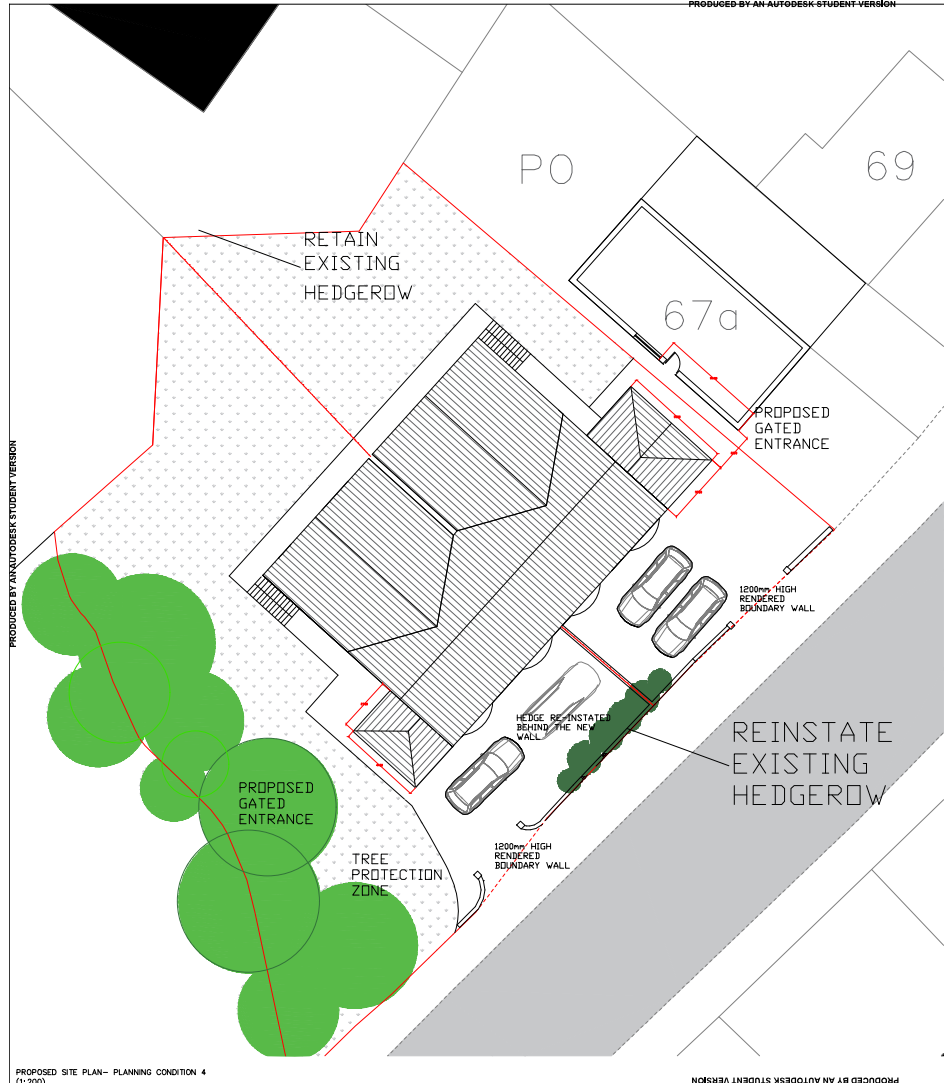 PRODUCED BY AN AUTODESK STUDENT VERSION
PO
69
RETAIN
EXISTING
HEDGEROW
67a
PROPOSED
GATED
ENTRANCE
PRODUCED BY AN AUTODESK STUDENT VERSION
1200mm HIGH
RENDERED
BOUNDARY WALL
HEDGE RE-INSTATED
BEHIND THE NEW
WALL
REINSTATE
EXISTING
HEDGEROW
PROPOSED
GATED
ENTRANCE
1200mm HIGH
RENDERED
BOUNDARY WALL
TREE
PROTECTION
ZONE
PROPOSED SITE PLAN- PLANNING CONDITION 4
(1:200)
PRODUCED BY AN AUTODESK STUDENT VERSION